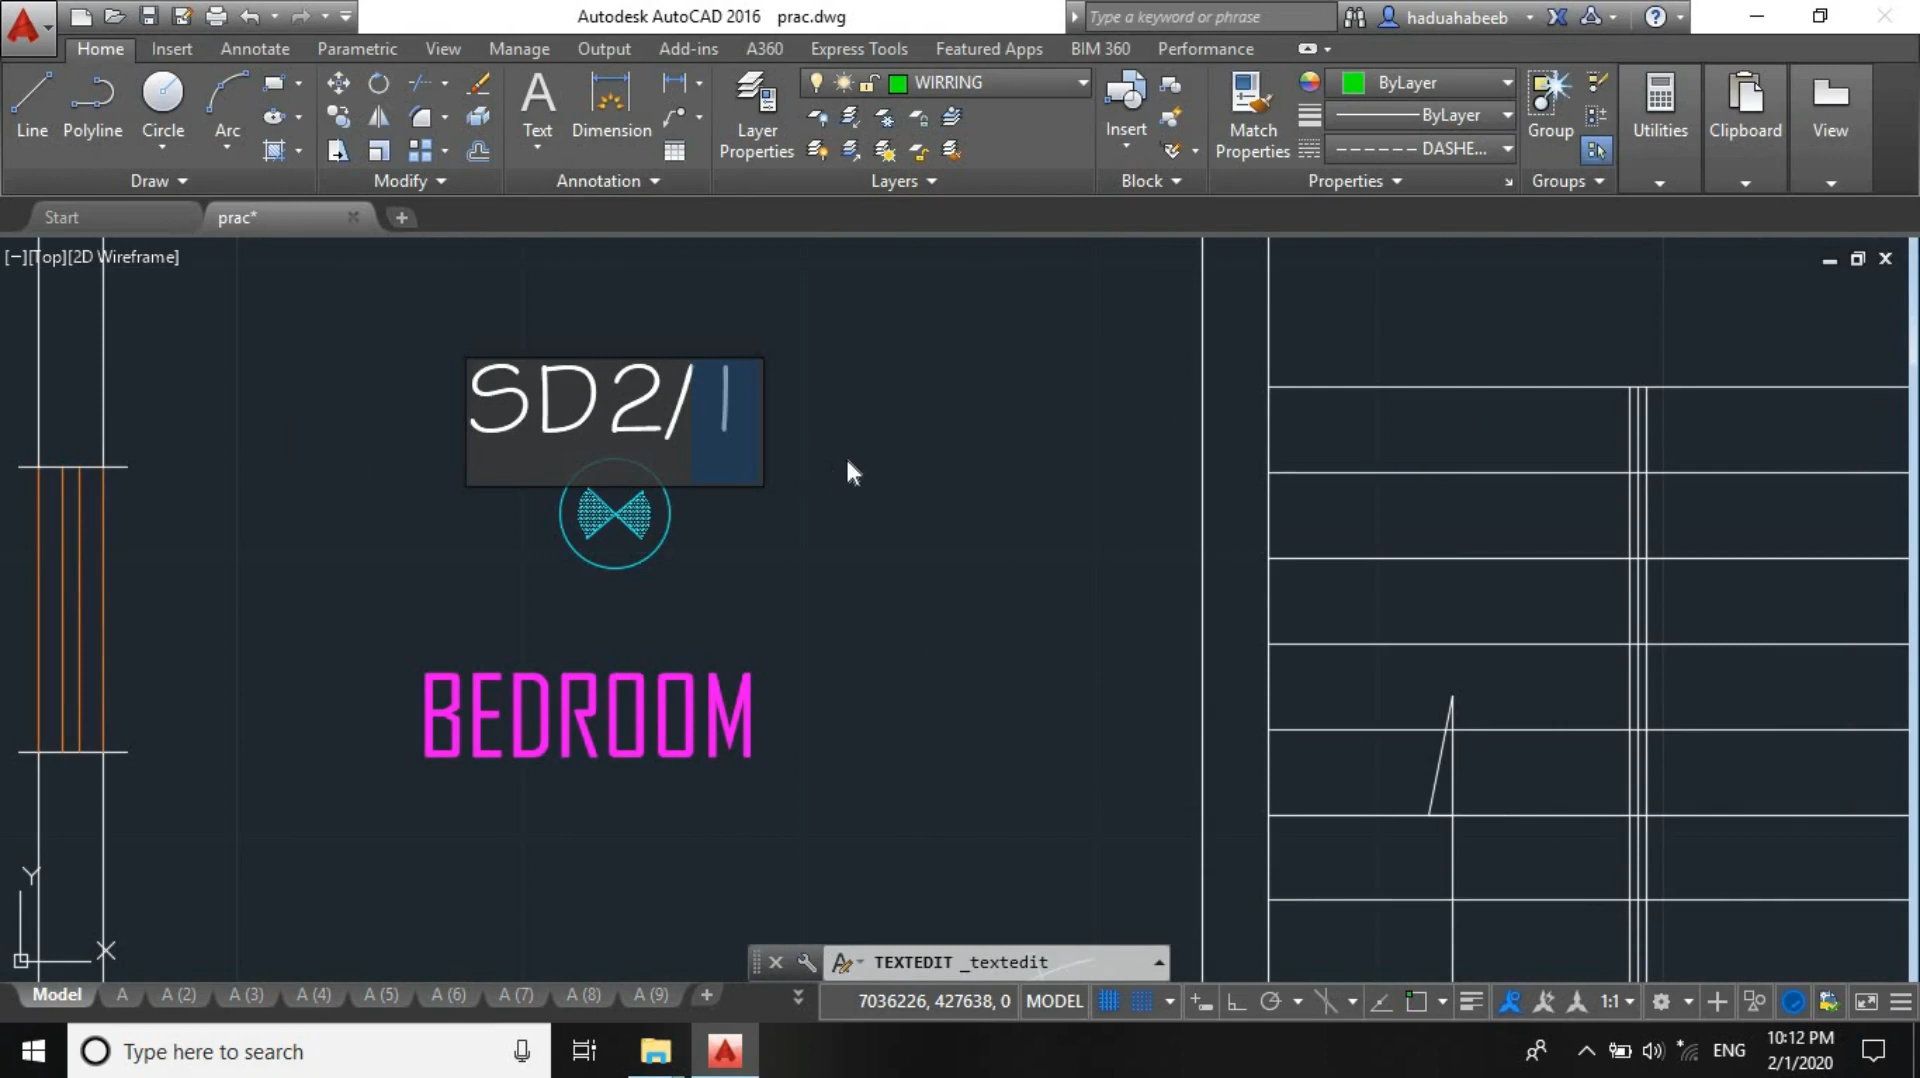 Autodesk AutoCAD 2016 prac.dwg
Type a keyword or phrase
haduahabeeb
Home Insert Annotate Parametric View Manage Output Add-ins A360 Express Tools Featured Apps BIM 360 Performance
WIRRING
ByLayer
ByLayer
DASHE...
Line Polyline Circle Arc
Text Dimension
Layer
Properties
Insert
Match
Properties
Group
Utilities
Clipboard
View
Draw
Modify
Annotation
Layers
Block
Properties
Groups
Start
prac*
[−][Top][2D Wireframe]
SD2/1
BEDROOM
Y
X
TEXTEDIT _textedit
Model A A (2) A (3) A (4) A (5) A (6) A (7) A (8) A (9)
7036226, 427638, 0 MODEL
1:1
Type here to search
ENG
10:12 PM
2/1/2020